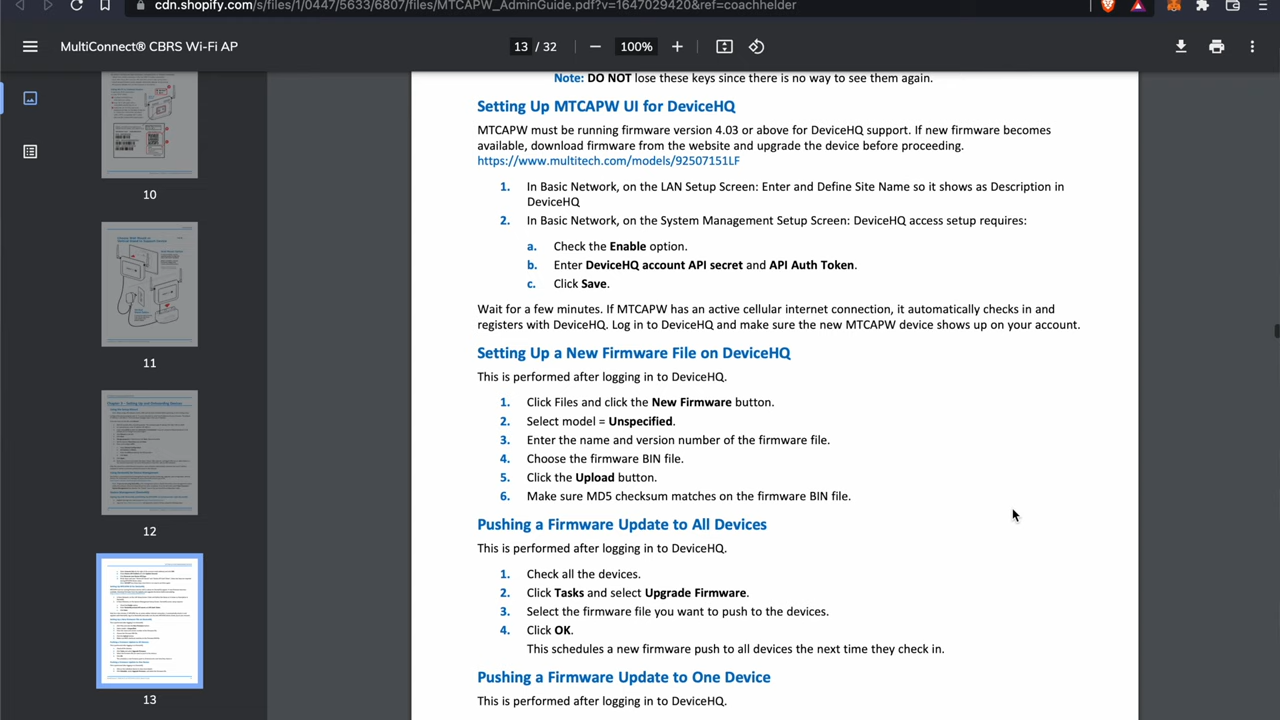 cdn.shopify.com/s/files/1/0447/5633/6807/files/MTCAPW_AdminGuide.pdf?v=1647029420&ref=coachhelder
MultiConnect® CBRS Wi-Fi AP
13 / 32
100%
10
11
12
13
Note: DO NOT lose these keys since there is no way to see them again.
Setting Up MTCAPW UI for DeviceHQ
MTCAPW must be running firmware version 4.03 or above for DeviceHQ support. If new firmware becomes
available, download firmware from the website and upgrade the device before proceeding.
https://www.multitech.com/models/92507151LF
1. In Basic Network, on the LAN Setup Screen: Enter and Define Site Name so it shows as Description in
DeviceHQ
2. In Basic Network, on the System Management Setup Screen: DeviceHQ access setup requires:
a. Check the Enable option.
b. Enter DeviceHQ account API secret and API Auth Token.
c. Click Save.
Wait for a few minutes. If MTCAPW has an active cellular internet connection, it automatically checks in and
registers with DeviceHQ. Log in to DeviceHQ and make sure the new MTCAPW device shows up on your account.
Setting Up a New Firmware File on DeviceHQ
This is performed after logging in to DeviceHQ.
1. Click Files and click the New Firmware button.
2. Select model = Unspecified.
3. Enter the name and version number of the firmware file.
4. Choose the firmware BIN file.
5. Click the Upload button.
6. Make sure MD5 checksum matches on the firmware BIN file.
Pushing a Firmware Update to All Devices
This is performed after logging in to DeviceHQ.
1. Check all the devices.
2. Click Tasks and select Upgrade Firmware.
3. Select the firmware file you want to push to the devices.
4. Click
This schedules a new firmware push to all devices the next time they check in.
Pushing a Firmware Update to One Device
This is performed after logging in to DeviceHQ.